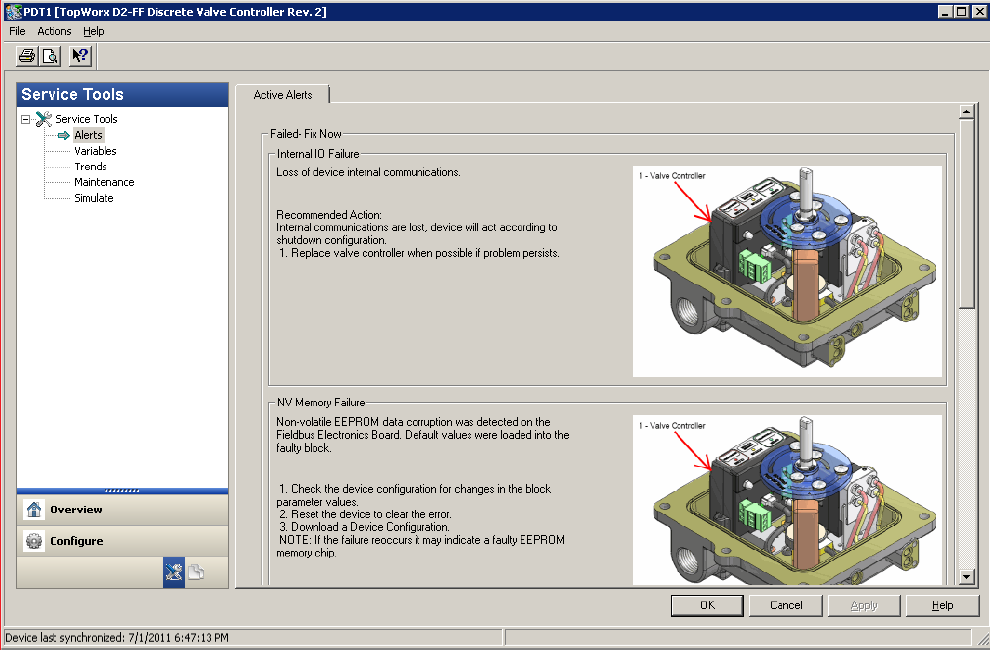 PDT1 [TopWorx D2-FF Discrete Valve Controller Rev. 2]
File Actions Help
Service Tools
Service Tools
Alerts
Variables
Trends
Maintenance
Simulate
Overview
Configure
Active Alerts
Failed- Fix Now
Internal IO Failure
Loss of device internal communications.
Recommended Action:
Internal communications are lost, device will act according to
shutdown configuration.
1. Replace valve controller when possible if problem persists.
1 - Valve Controller
NV Memory Failure
Non-volatile EEPROM data corruption was detected on the
Fieldbus Electronics Board. Default values were loaded into the
faulty block.
1. Check the device configuration for changes in the block
parameter values.
2. Reset the device to clear the error.
3. Download a Device Configuration.
NOTE: If the failure reoccurs it may indicate a faulty EEPROM
memory chip.
1 - Valve Controller
OK Cancel Apply Help
Device last synchronized: 7/1/2011 6:47:13 PM